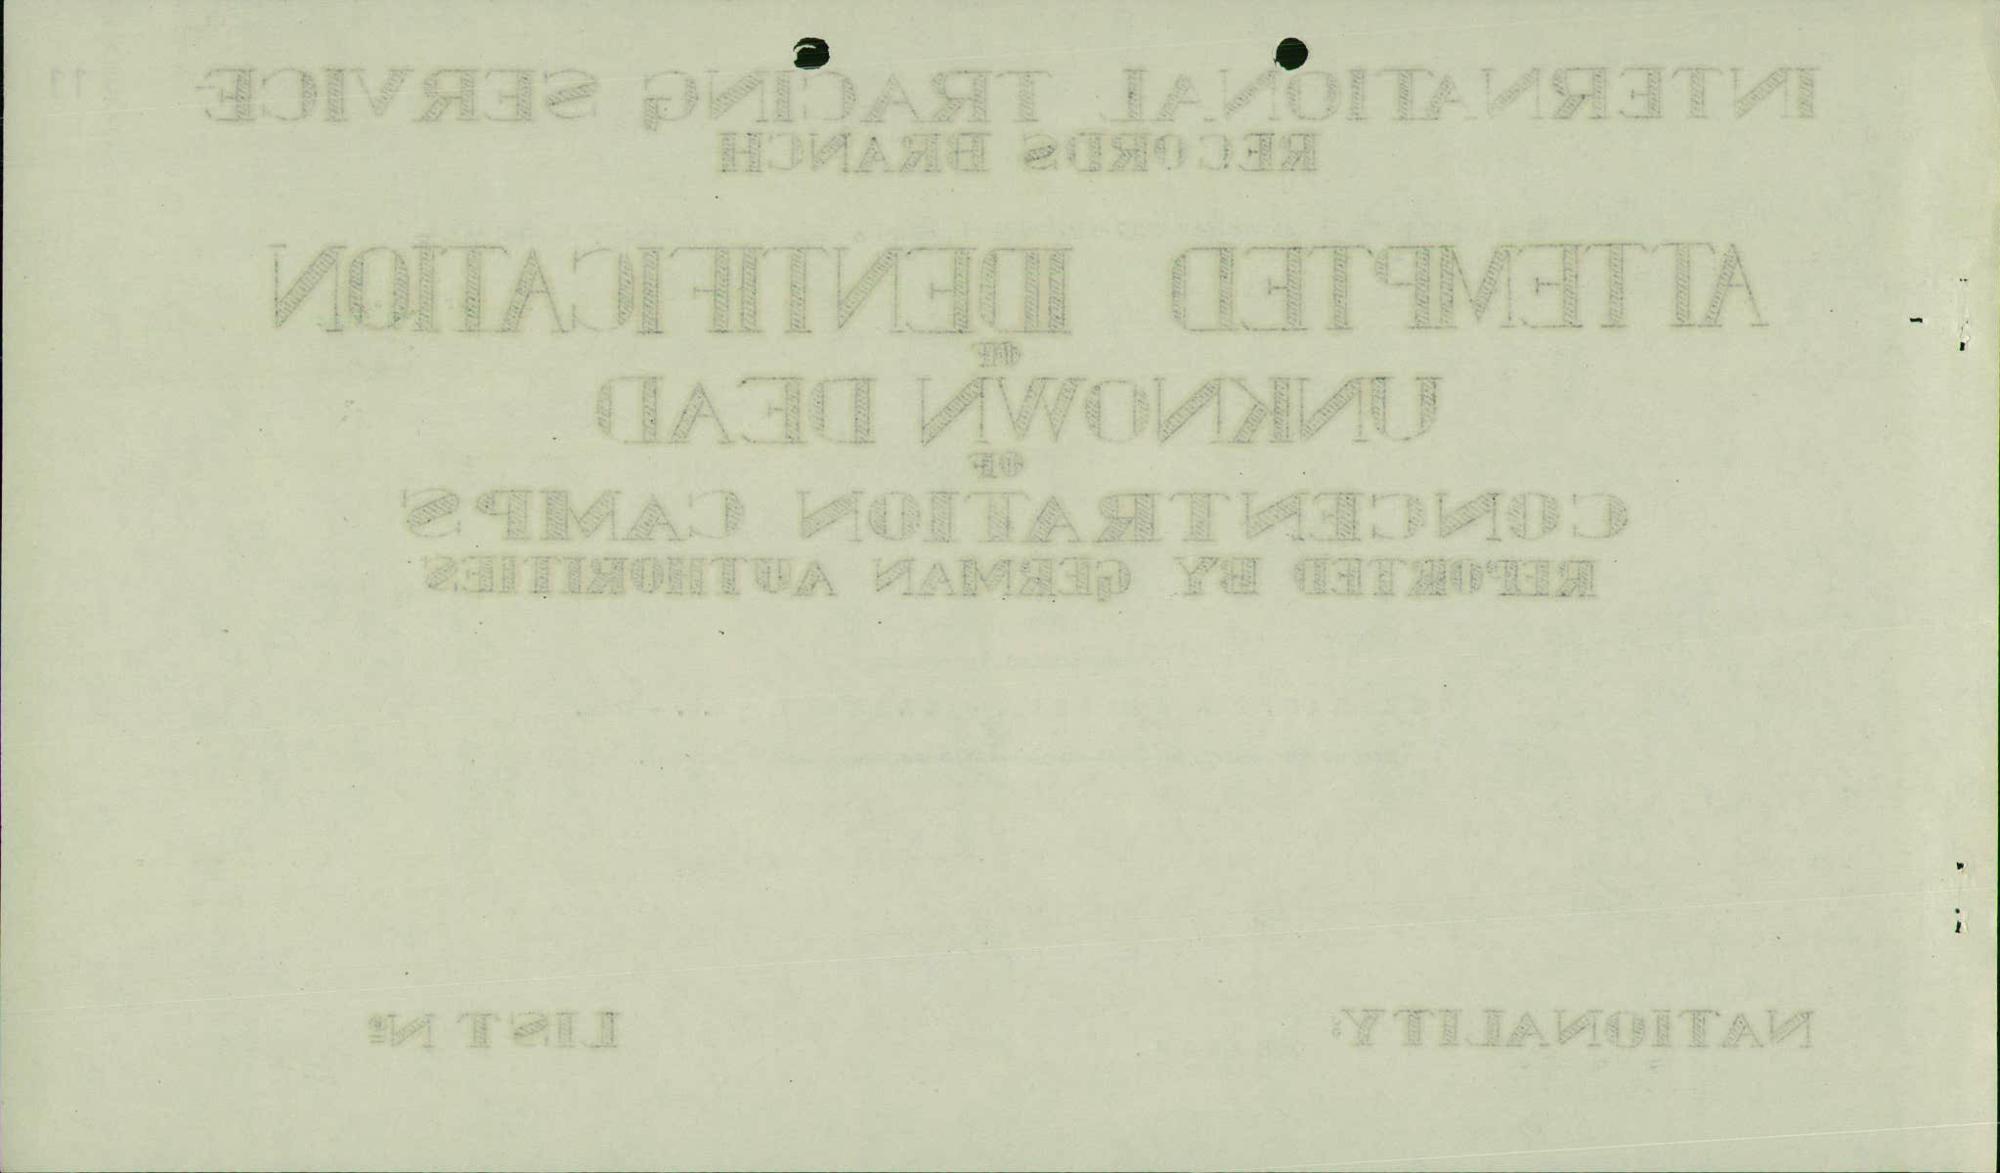 INTERNATIONAL TRACING SERVICE
11
RECORDS BRANCH
ATTEMPTED IDENTIFICATION
OF
UNKNOWN DEAD
OF
CONCENTRATION CAMPS
REPORTED BY GERMAN AUTHORITIES
NATIONALITY:
LIST Nº